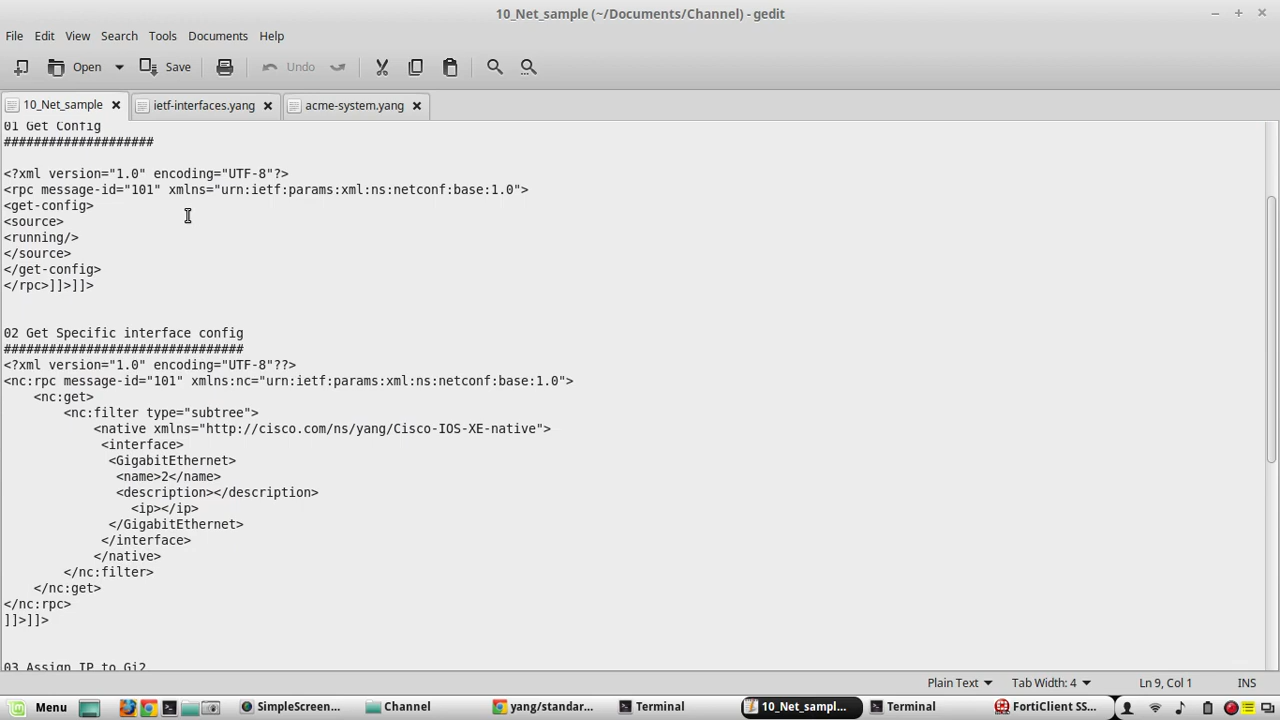 10_Net_sample (~/Documents/Channel) - gedit
File Edit View Search Tools Documents Help
Open Save Undo
10_Net_sample ietf-interfaces.yang acme-system.yang
01 Get Config
####################
<?xml version="1.0" encoding="UTF-8"?>
<rpc message-id="101" xmlns="urn:ietf:params:xml:ns:netconf:base:1.0">
<get-config>
<source>
<running/>
</source>
</get-config>
</rpc>]]>]]>
02 Get Specific interface config
################################
<?xml version="1.0" encoding="UTF-8"??>
<nc:rpc message-id="101" xmlns:nc="urn:ietf:params:xml:ns:netconf:base:1.0">
<nc:get>
<nc:filter type="subtree">
<native xmlns="http://cisco.com/ns/yang/Cisco-IOS-XE-native">
<interface>
<GigabitEthernet>
<name>2</name>
<description></description>
<ip></ip>
</GigabitEthernet>
</interface>
</native>
</nc:filter>
</nc:get>
</nc:rpc>
]]>]]>
03 Assign IP to Gi2
Plain Text Tab Width: 4 Ln 9, Col 1 INS
Menu SimpleScreen... Channel yang/standar... Terminal 10_Net_sampl... Terminal FortiClient SS...